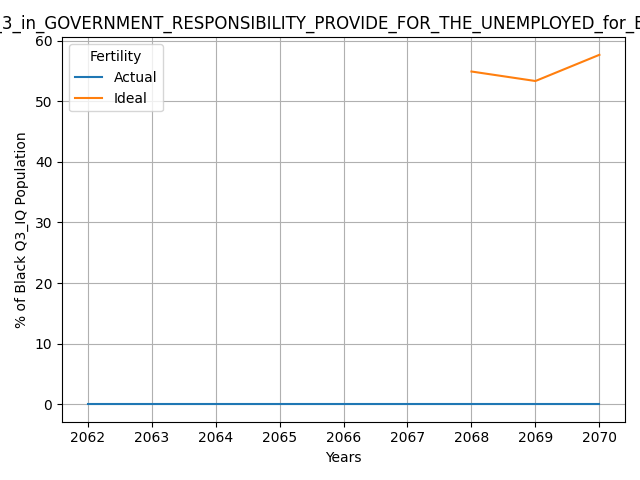 _3_in_GOVERNMENT_RESPONSIBILITY_PROVIDE_FOR_THE_UNEMPLOYED_for_
Fertility
Actual
Ideal
60
50
40
30
20
10
0
% of Black Q3_IQ Population
2062 2063 2064 2065 2066 2067 2068 2069 2070
Years